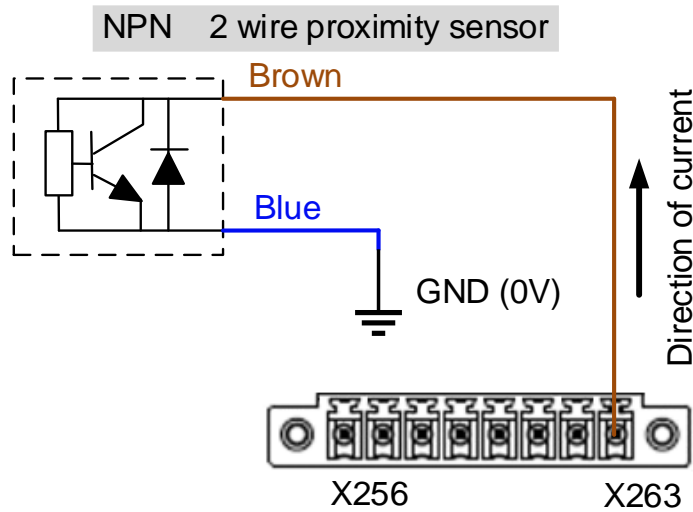 NPN 2 wire proximity sensor
Brown
Blue
GND (0V)
Direction of current
X256
X263